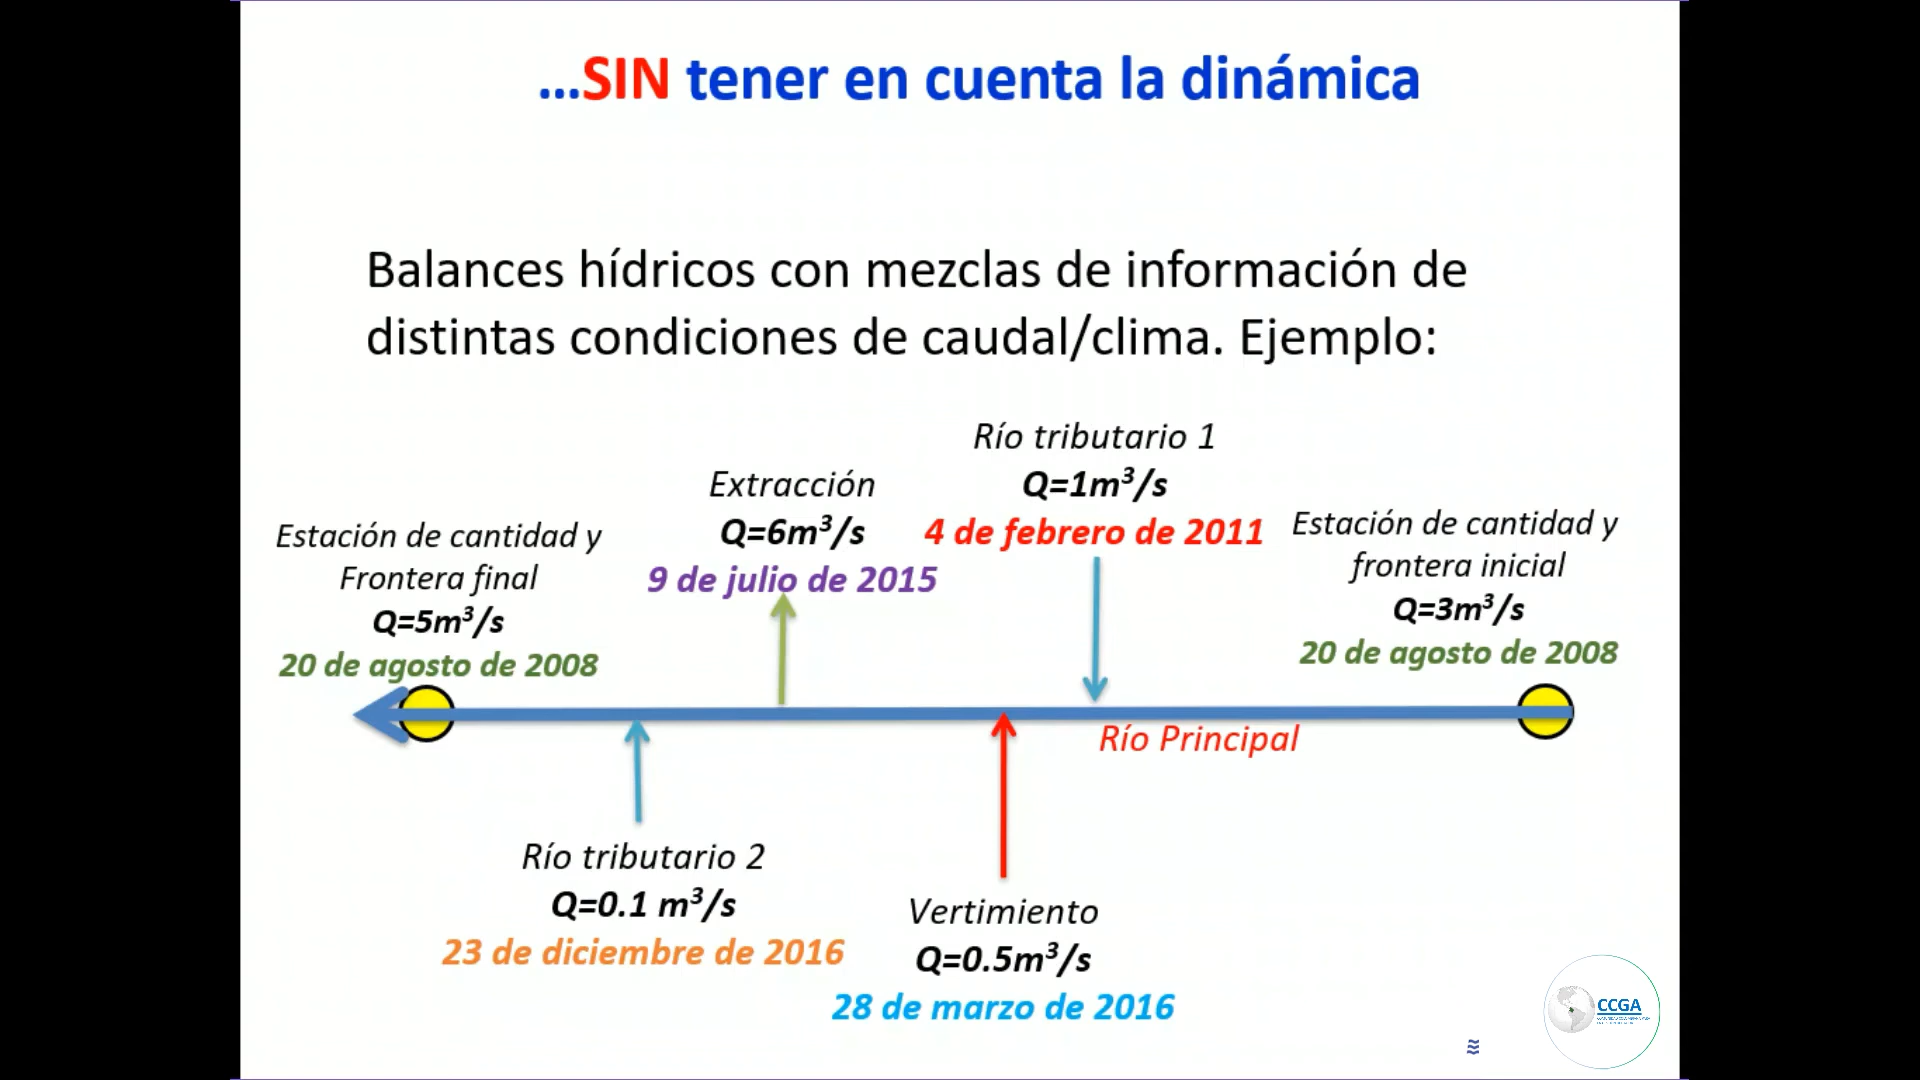 ...SIN tener en cuenta la dinámica
Balances hídricos con mezclas de información de
distintas condiciones de caudal/clima. Ejemplo:
Río tributario 1
Q=1m³/s
4 de febrero de 2011
Extracción
Q=6m³/s
9 de julio de 2015
Estación de cantidad y
frontera inicial
Q=3m³/s
20 de agosto de 2008
Estación de cantidad y
Frontera final
Q=5m³/s
20 de agosto de 2008
Río Principal
Río tributario 2
Q=0.1 m³/s
23 de diciembre de 2016
Vertimiento
Q=0.5m³/s
28 de marzo de 2016
CCGA